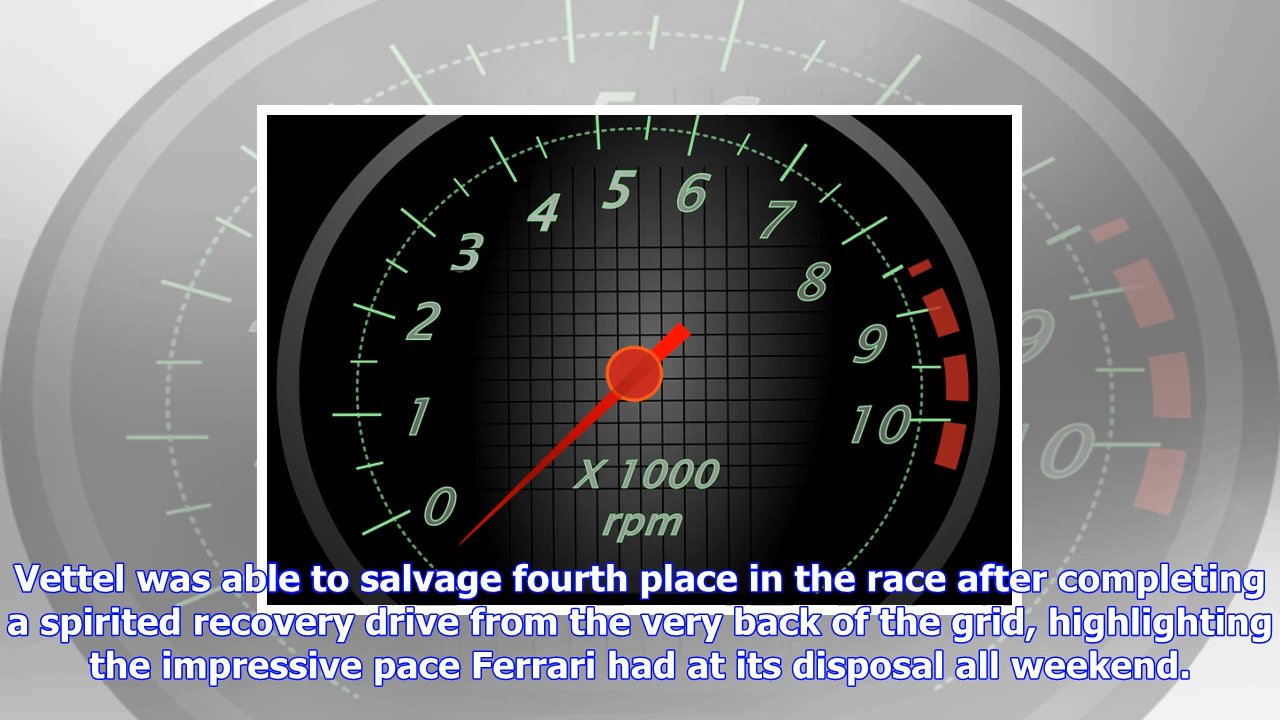 5 6
4 7
3 8
2 9
1 10
0
X 1000
rpm
9
10
Vettel was able to salvage fourth place in the race after completing
a spirited recovery drive from the very back of the grid, highlighting
the impressive pace Ferrari had at its disposal all weekend.